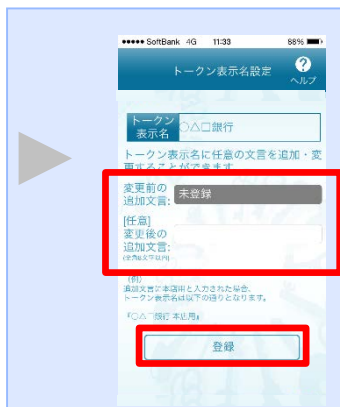 ●●●●● SoftBank 4G 11:33 88%
トークン表示名設定
?
ヘルプ
トークン
表示名
○△□銀行
トークン表示名に任意の文言を追加・変
更することができます
変更前の
追加文言:
未登録
[任意]
変更後の
追加文言:
(例)
追加文言に本店用と入力された場合、
トークン表示名は以下の通りとなります。
『○△□銀行 本店用』
登録